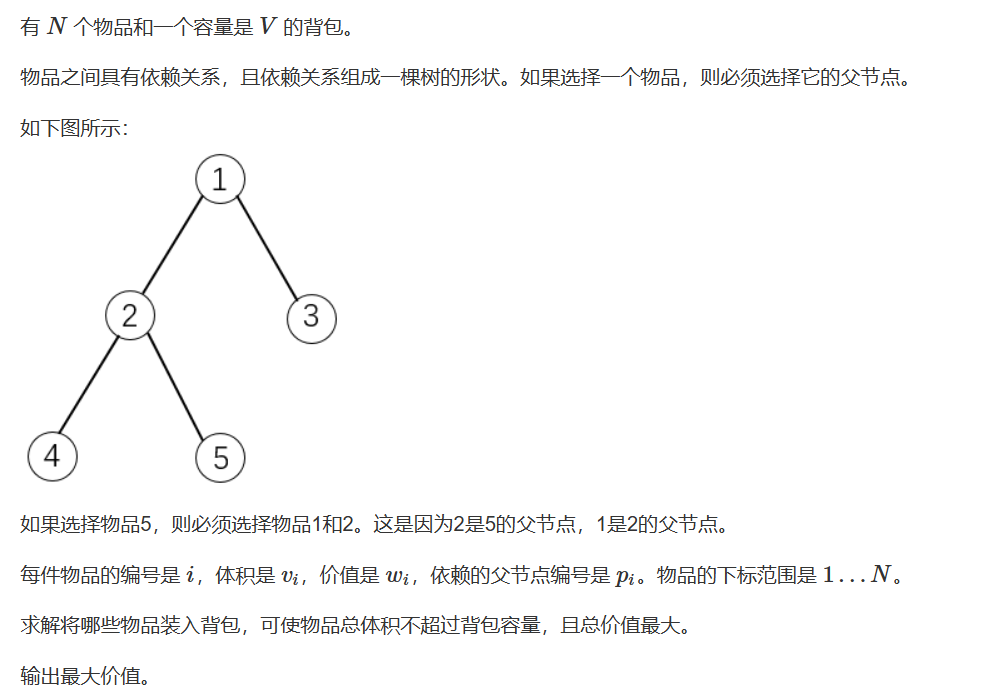 有 N 个物品和一个容量是 V 的背包。
物品之间具有依赖关系，且依赖关系组成一棵树的形状。如果选择一个物品，则必须选择它的父节点。
如下图所示：
1
2
3
4
5
如果选择物品5，则必须选择物品1和2。这是因为2是5的父节点，1是2的父节点。
每件物品的编号是 i，体积是 vᵢ，价值是 wᵢ，依赖的父节点编号是 pᵢ。物品的下标范围是 1…N。
求解将哪些物品装入背包，可使物品总体积不超过背包容量，且总价值最大。
输出最大价值。